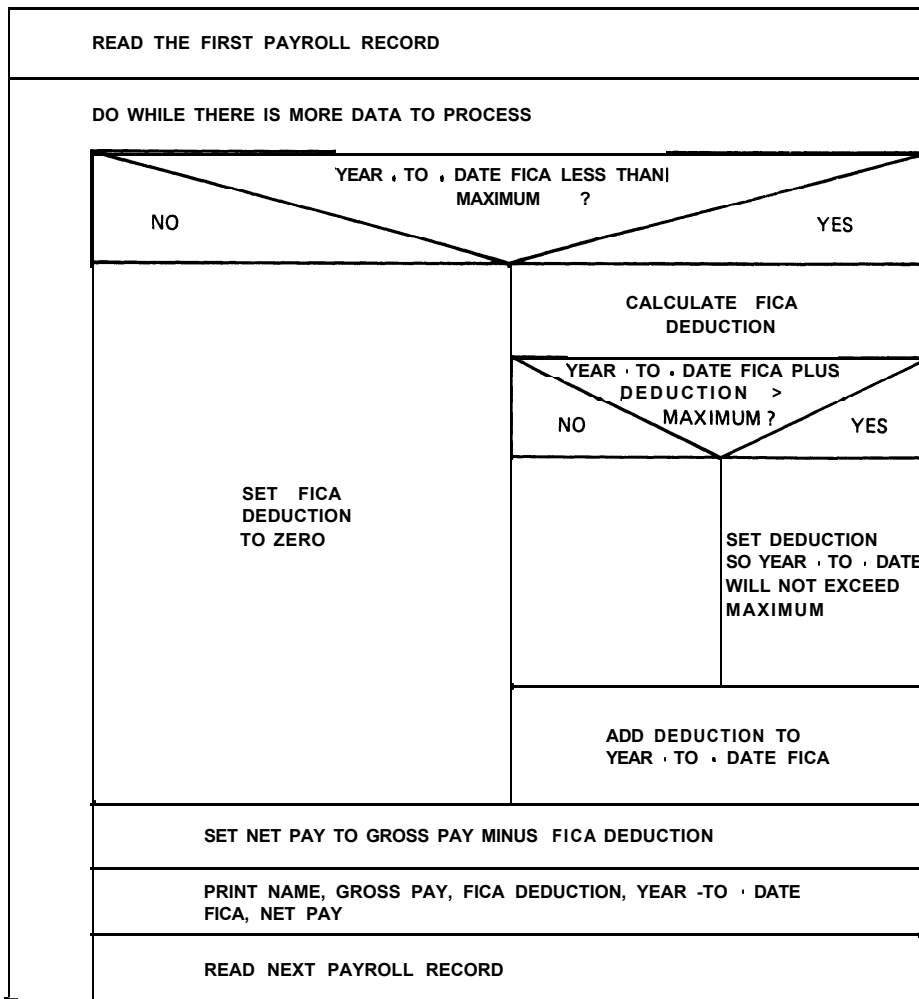 READ THE FIRST PAYROLL RECORD
DO WHILE THERE IS MORE DATA TO PROCESS
YEAR · TO · DATE FICA LESS THAN
MAXIMUM ?
NO
YES
CALCULATE FICA
DEDUCTION
YEAR · TO · DATE FICA PLUS
DEDUCTION >
MAXIMUM ?
NO
YES
SET FICA
DEDUCTION
TO ZERO
SET DEDUCTION
SO YEAR · TO · DATE
WILL NOT EXCEED
MAXIMUM
ADD DEDUCTION TO
YEAR · TO · DATE FICA
SET NET PAY TO GROSS PAY MINUS FICA DEDUCTION
PRINT NAME, GROSS PAY, FICA DEDUCTION, YEAR -TO · DATE
FICA, NET PAY
READ NEXT PAYROLL RECORD